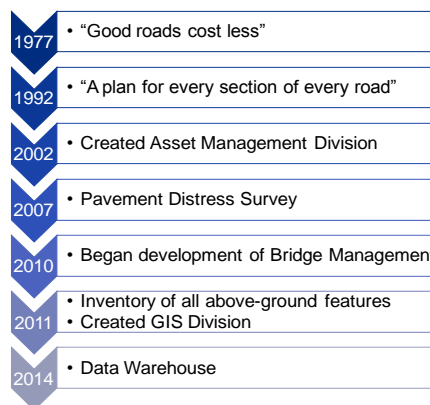 1977
• “Good roads cost less”
1992
• “A plan for every section of every road”
2002
• Created Asset Management Division
2007
• Pavement Distress Survey
2010
• Began development of Bridge Management
2011
• Inventory of all above-ground features
• Created GIS Division
2014
• Data Warehouse